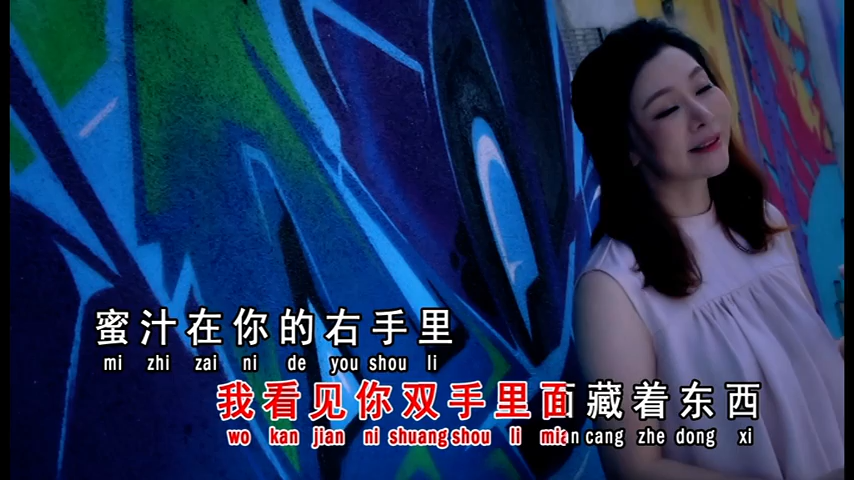 蜜汁在你的右手里
mi zhi zai ni de you shou li
我看见你双手里面藏着东西
wo kan jian ni shuang shou li mian cang zhe dong xi